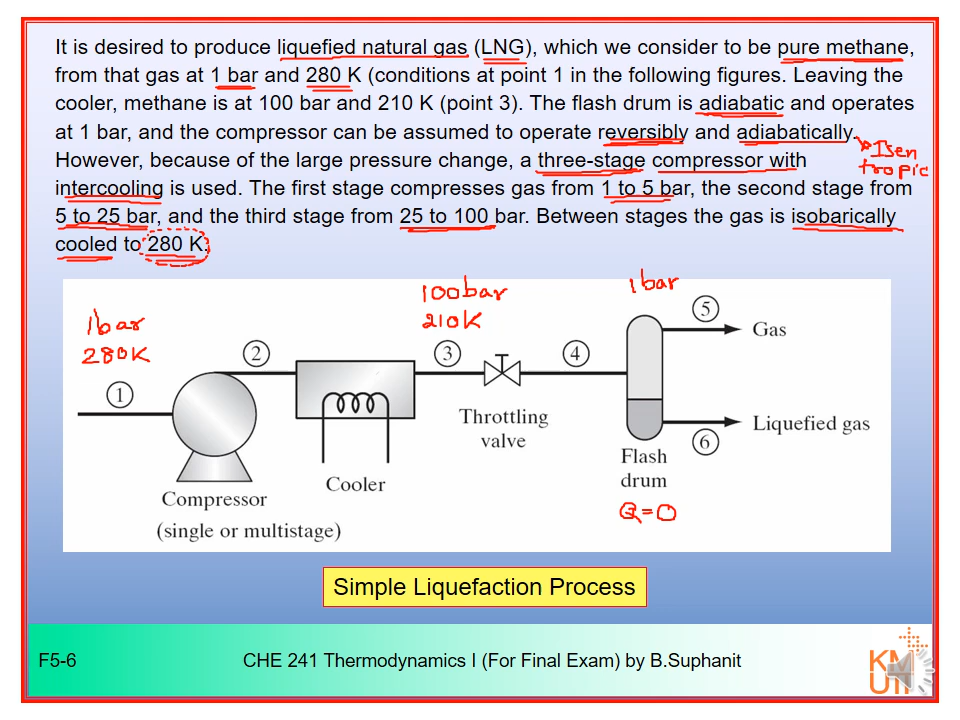 It is desired to produce liquefied natural gas (LNG), which we consider to be pure methane,
from that gas at 1 bar and 280 K (conditions at point 1 in the following figures. Leaving the
cooler, methane is at 100 bar and 210 K (point 3). The flash drum is adiabatic and operates
at 1 bar, and the compressor can be assumed to operate reversibly and adiabatically.
However, because of the large pressure change, a three-stage compressor with
Isen
tropic
intercooling is used. The first stage compresses gas from 1 to 5 bar, the second stage from
5 to 25 bar, and the third stage from 25 to 100 bar. Between stages the gas is isobarically
cooled to 280 K.
1bar
280K
100bar
210K
1bar
1
2
3
4
5
Gas
6
Liquefied gas
Compressor
(single or multistage)
Cooler
Throttling
valve
Flash
drum
Q=0
Simple Liquefaction Process
F5-6
CHE 241 Thermodynamics I (For Final Exam) by B.Suphanit